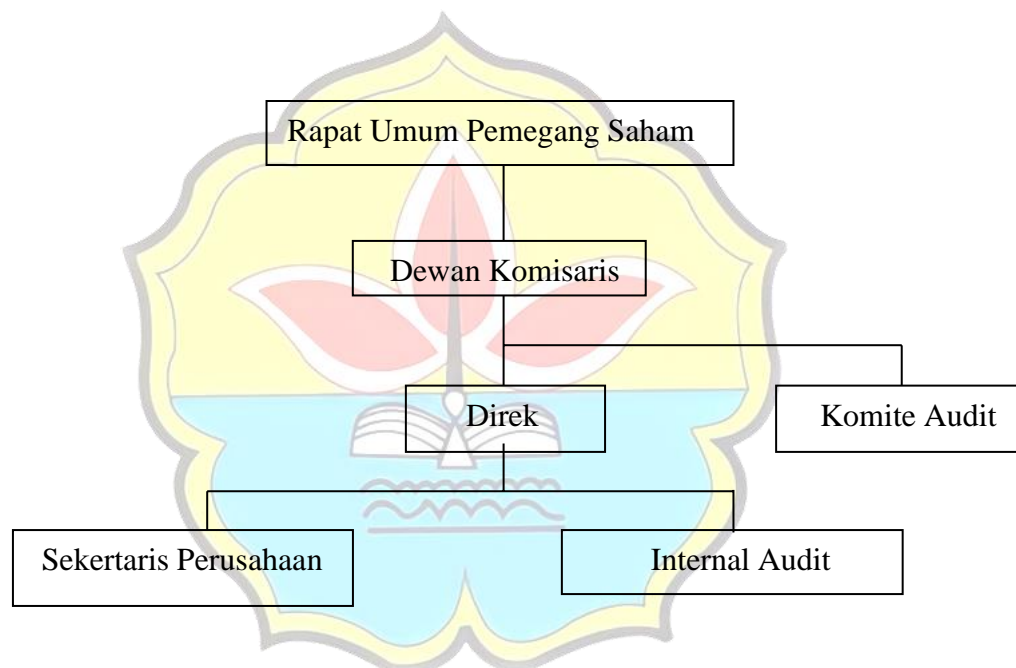 Rapat Umum Pemegang Saham
Dewan Komisaris
Direk
Komite Audit
Sekertaris Perusahaan
Internal Audit